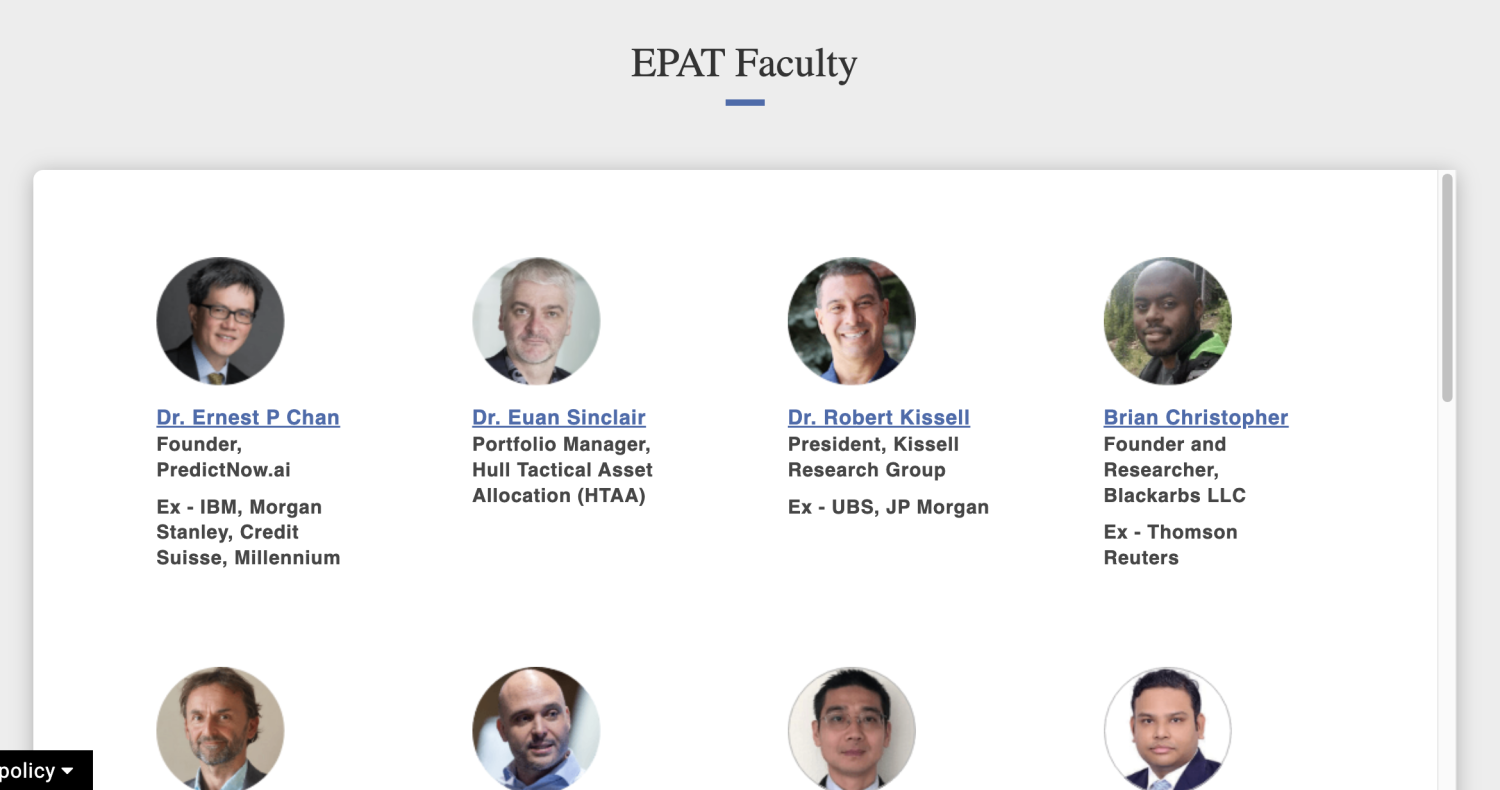 EPAT Faculty
Dr. Ernest P Chan
Founder,
PredictNow.ai
Ex - IBM, Morgan
Stanley, Credit
Suisse, Millennium
Dr. Euan Sinclair
Portfolio Manager,
Hull Tactical Asset
Allocation (HTAA)
Dr. Robert Kissell
President, Kissell
Research Group
Ex - UBS, JP Morgan
Brian Christopher
Founder and
Researcher,
Blackarbs LLC
Ex - Thomson
Reuters
policy